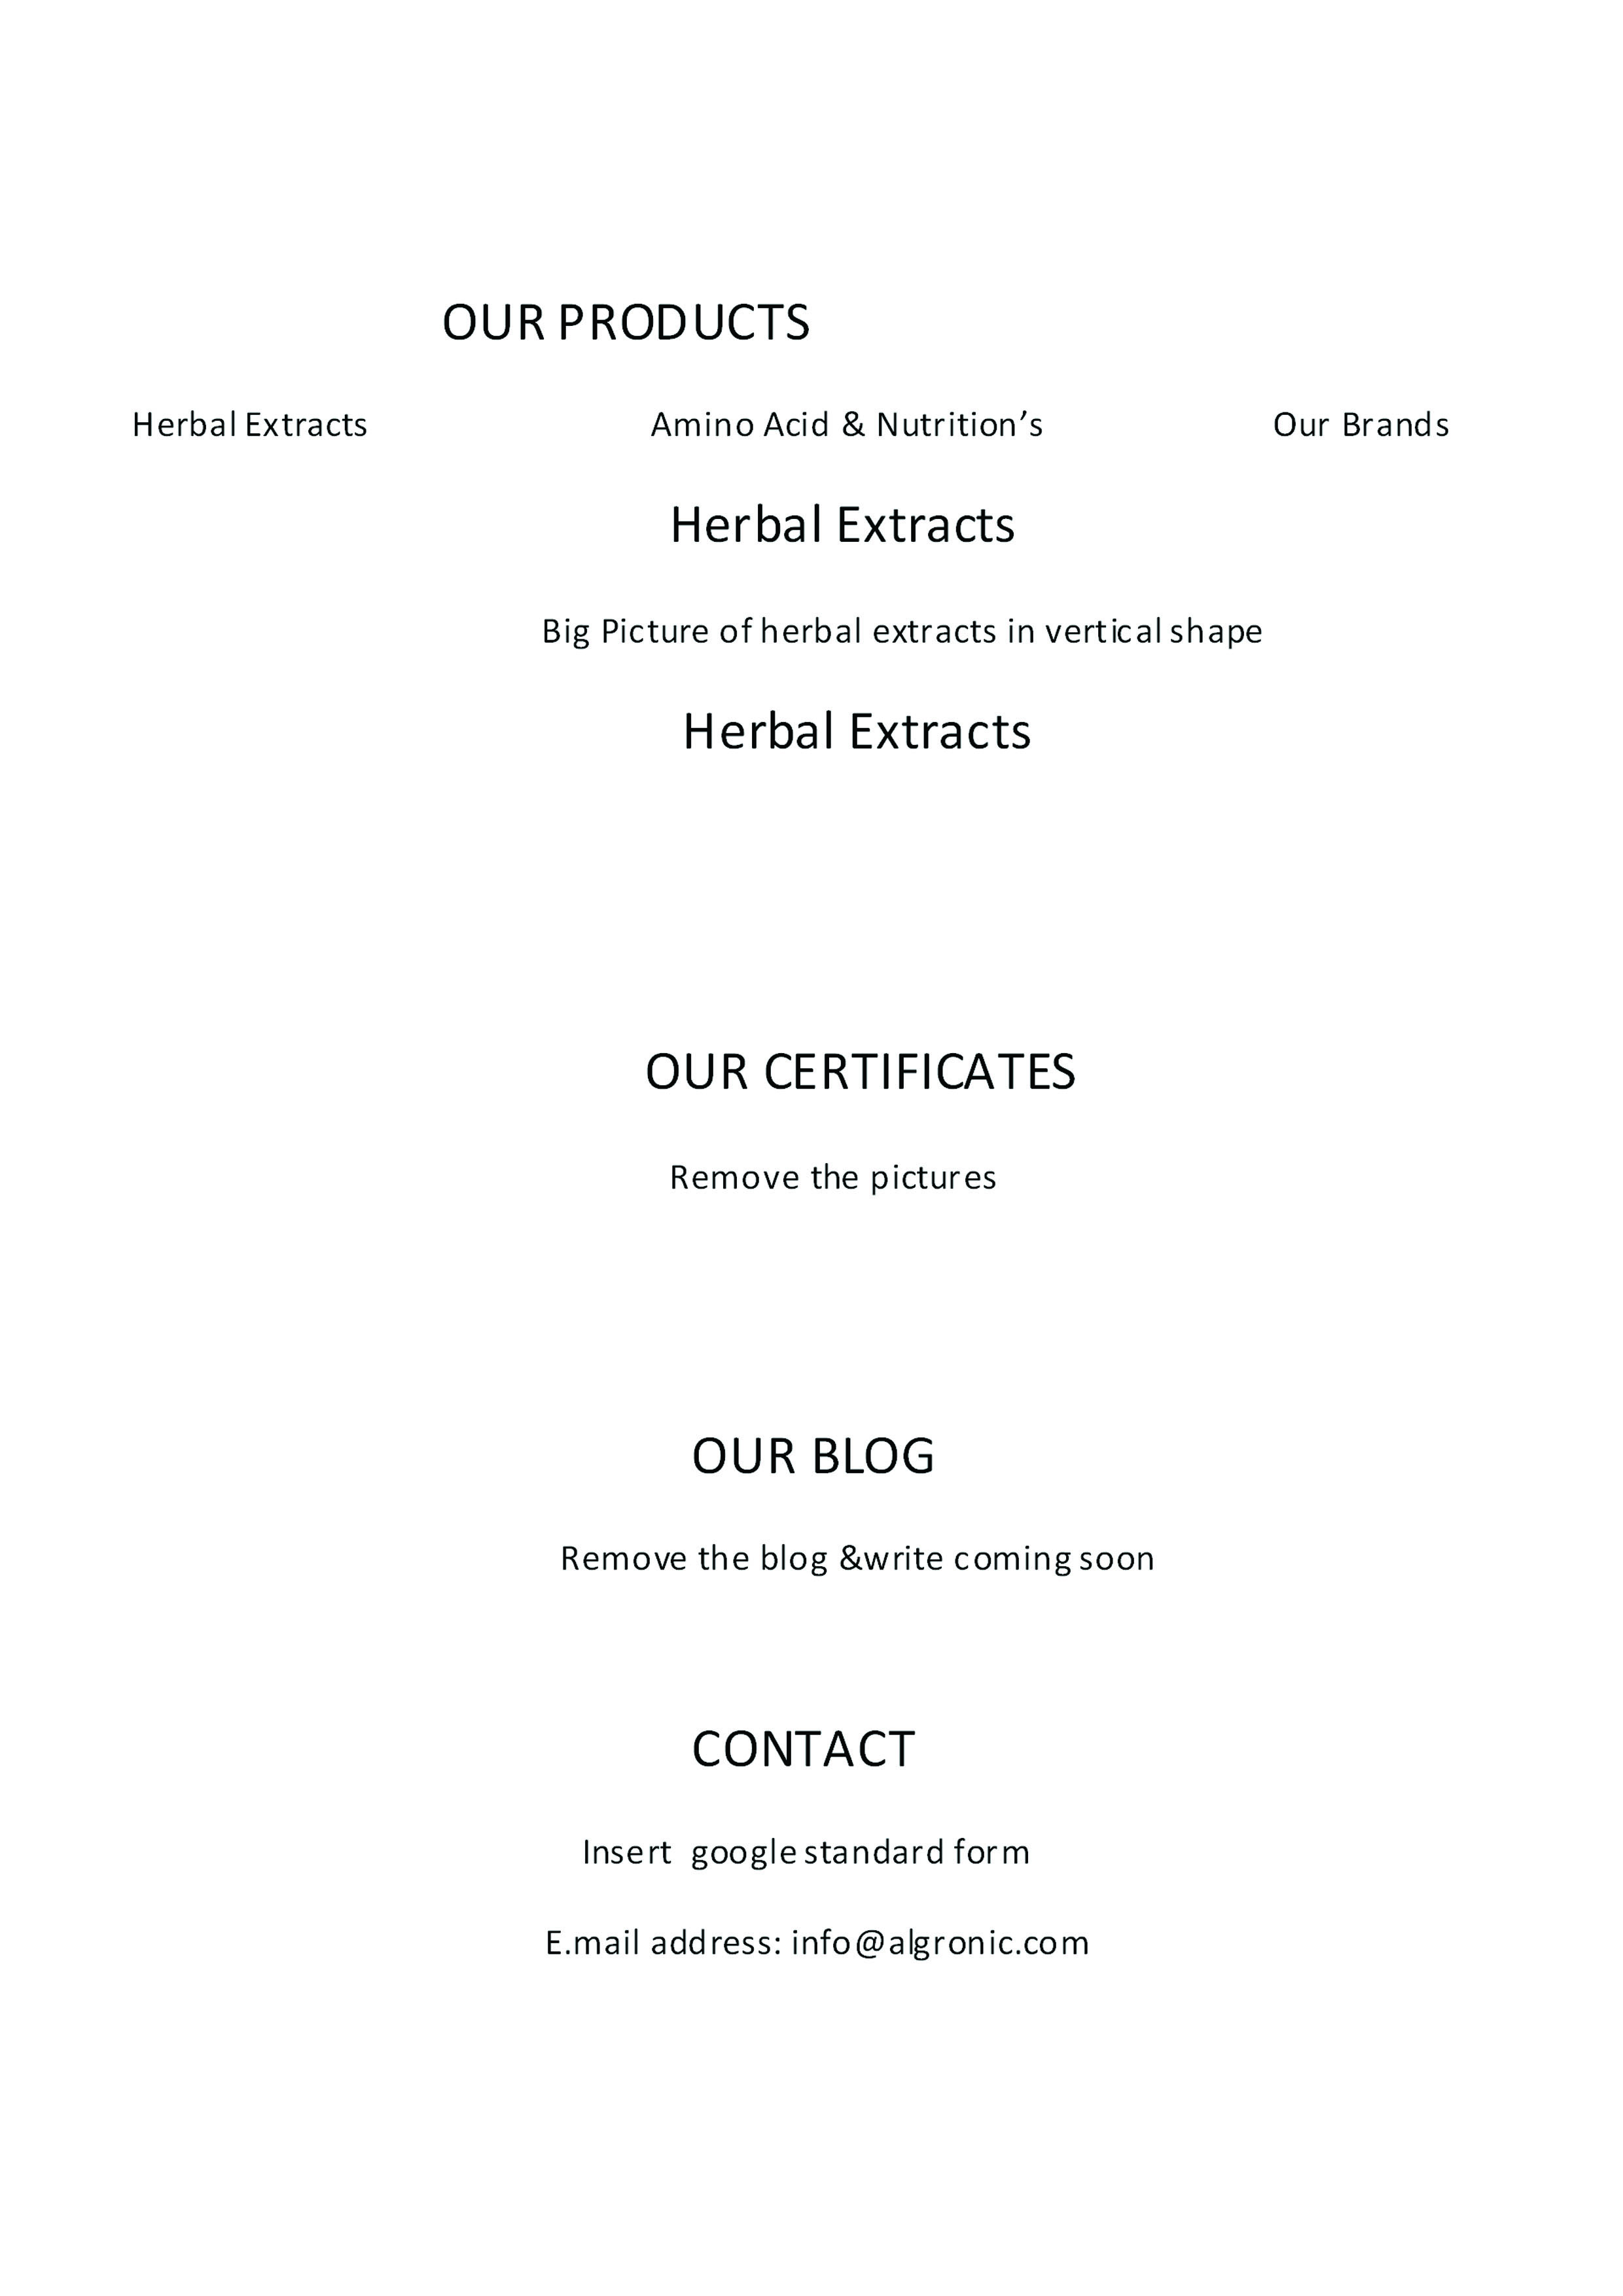 OUR PRODUCTS
Herbal Extracts Amino Acid & Nutrition’s Our Brands
Herbal Extracts
Big Picture of herbal extracts in vertical shape
Herbal Extracts
OUR CERTIFICATES
Remove the pictures
OUR BLOG
Remove the blog &write coming soon
CONTACT
Insert google standard form
E.mail address: info@algronic.com